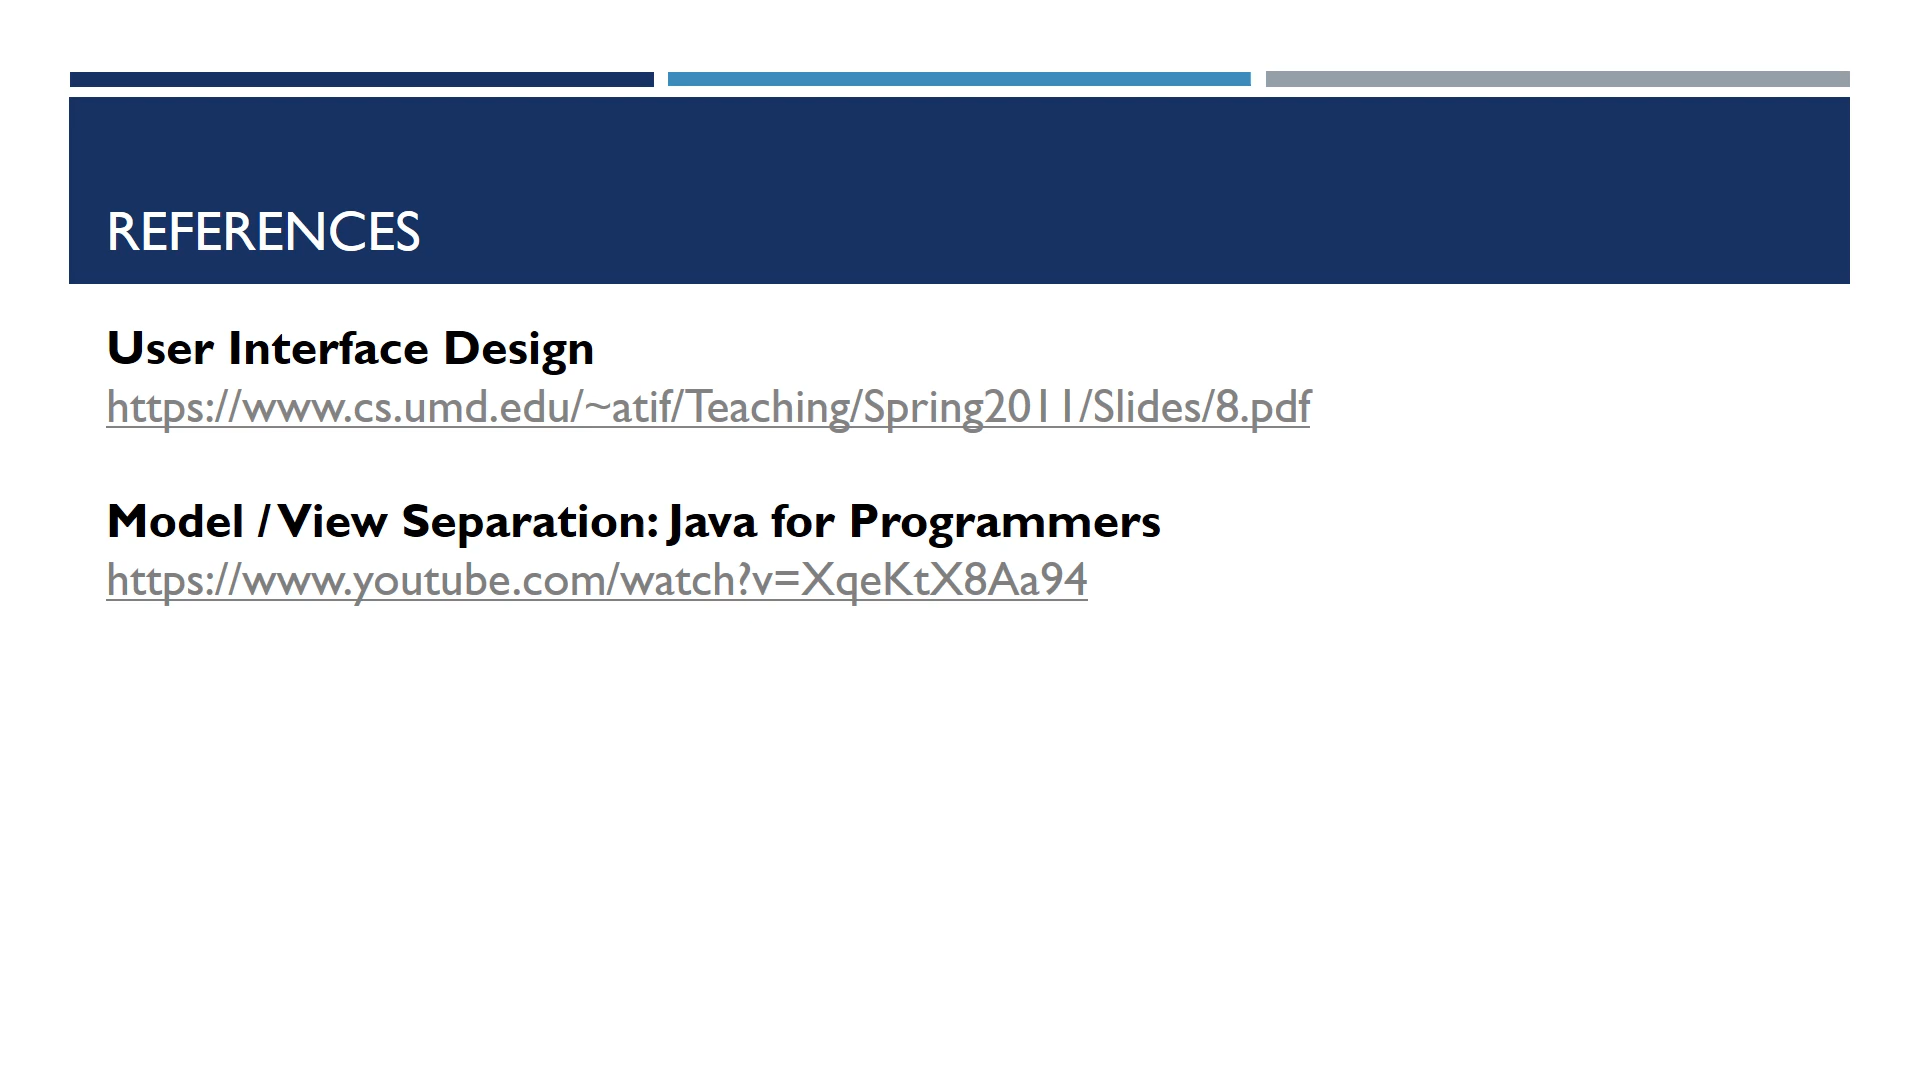 REFERENCES
User Interface Design
https://www.cs.umd.edu/~atif/Teaching/Spring2011/Slides/8.pdf
Model / View Separation: Java for Programmers
https://www.youtube.com/watch?v=XqeKtX8Aa94